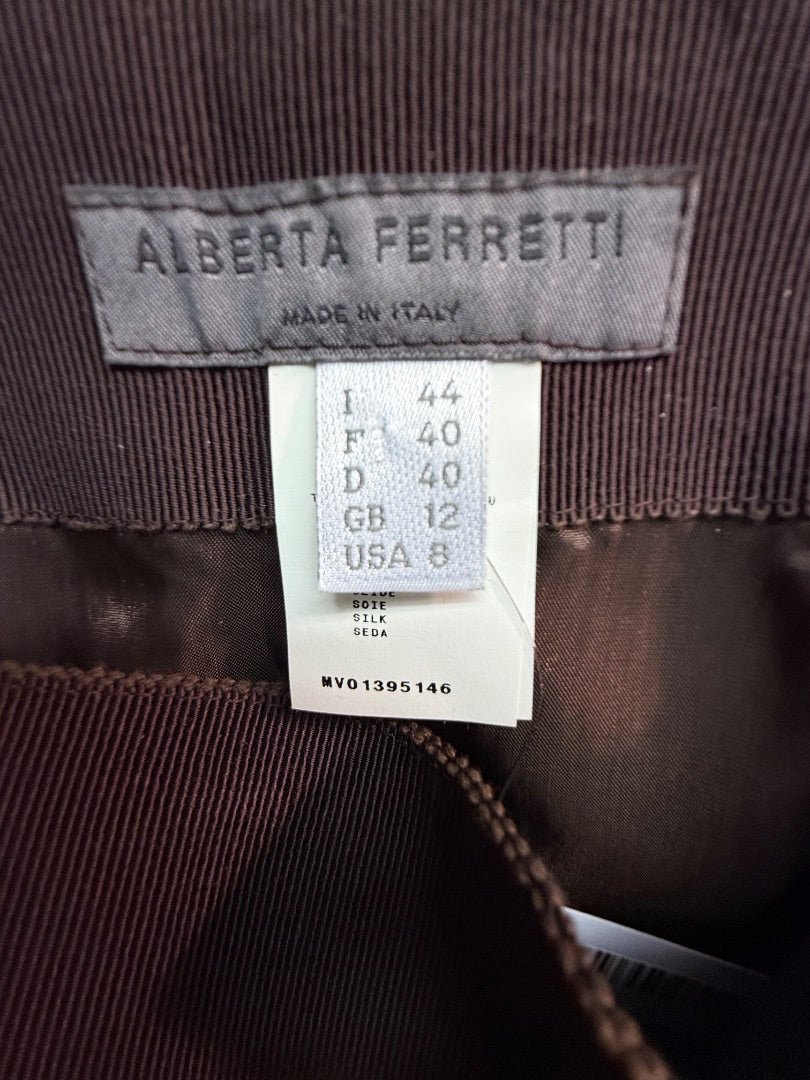 ALBERTA FERRETTI
MADE IN ITALY
I 44
F 40
D 40
GB 12
USA 8
SOIE
SILK
SEDA
MV01395146